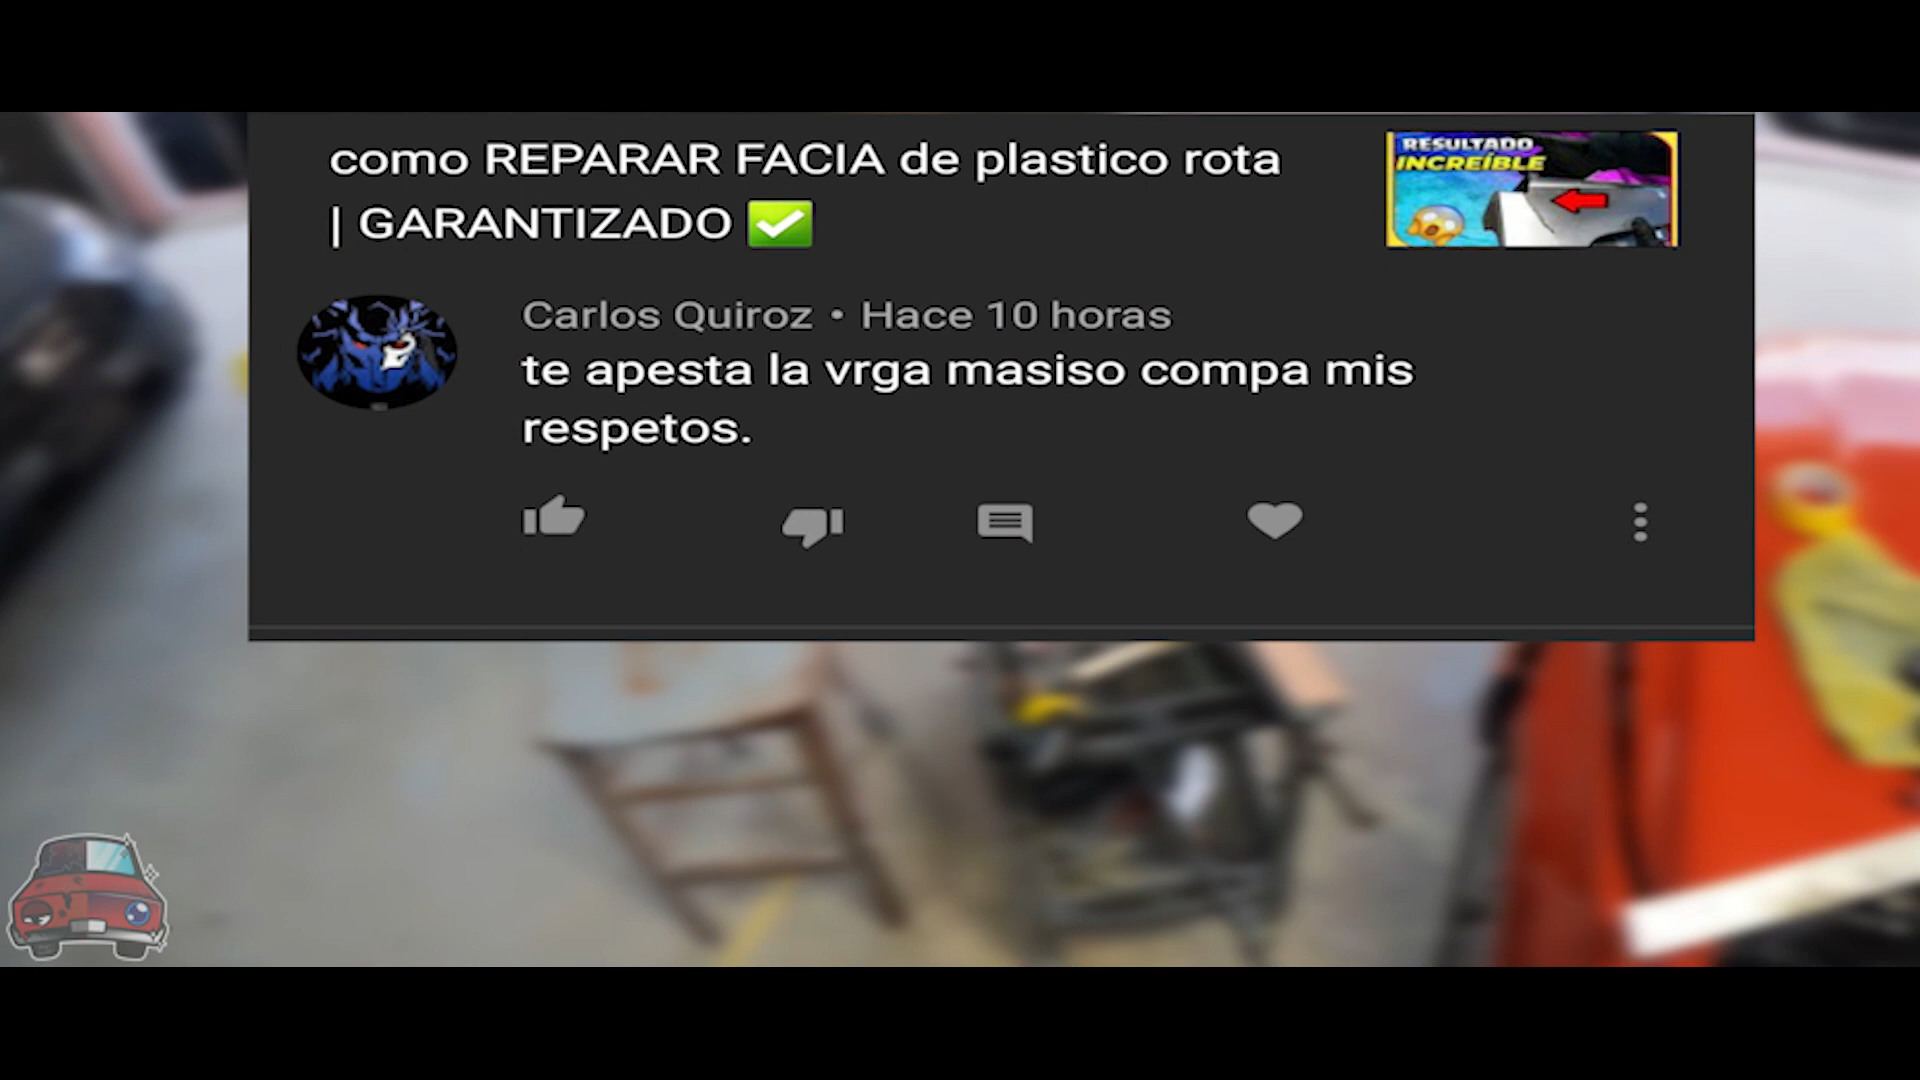 como REPARAR FACIA de plastico rota
| GARANTIZADO ✅
RESULTADO
INCREÍBLE
Carlos Quiroz • Hace 10 horas
te apesta la vrga masiso compa mis
respetos.